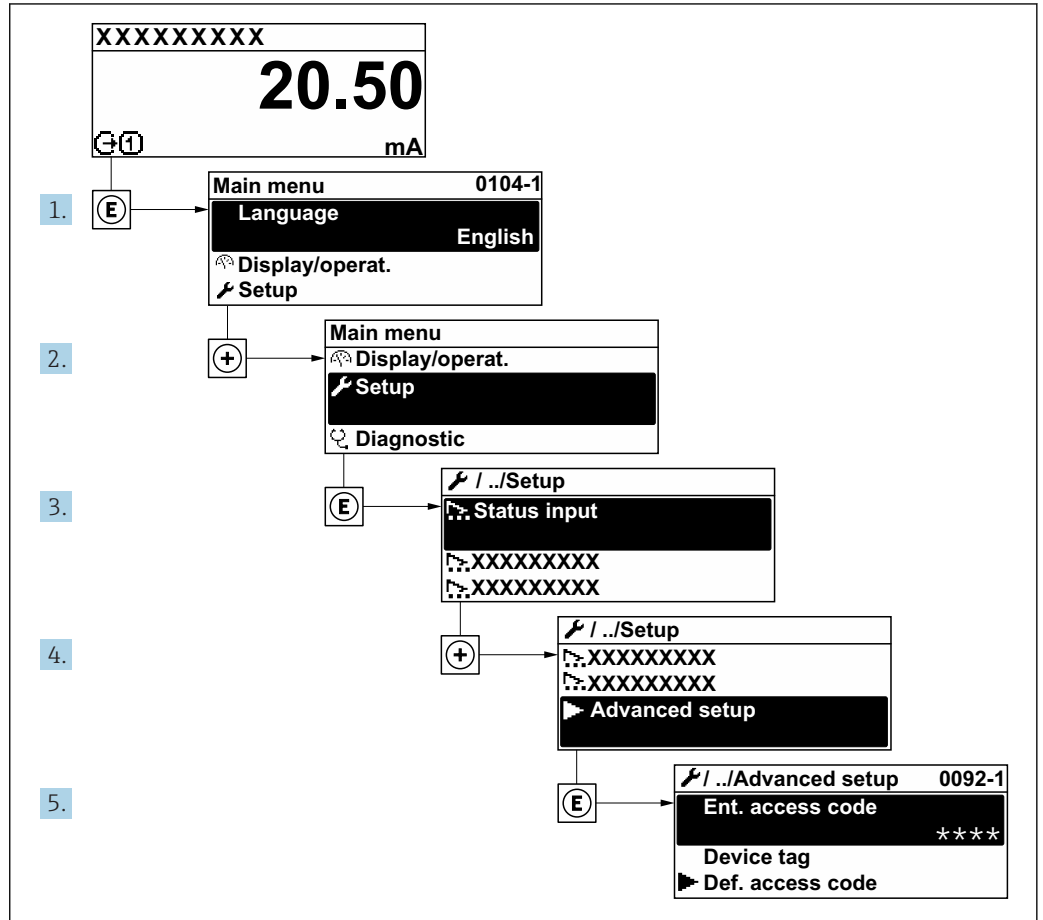 XXXXXXXXX
20.50
mA
1.
E
Main menu 0104-1
Language
English
Display/operat.
Setup
2.
+
Main menu
Display/operat.
Setup
Diagnostic
3.
E
/ ../Setup
Status input
XXXXXXXXX
XXXXXXXXX
4.
+
/ ../Setup
XXXXXXXXX
XXXXXXXXX
Advanced setup
5.
E
/ ../Advanced setup 0092-1
Ent. access code
****
Device tag
Def. access code